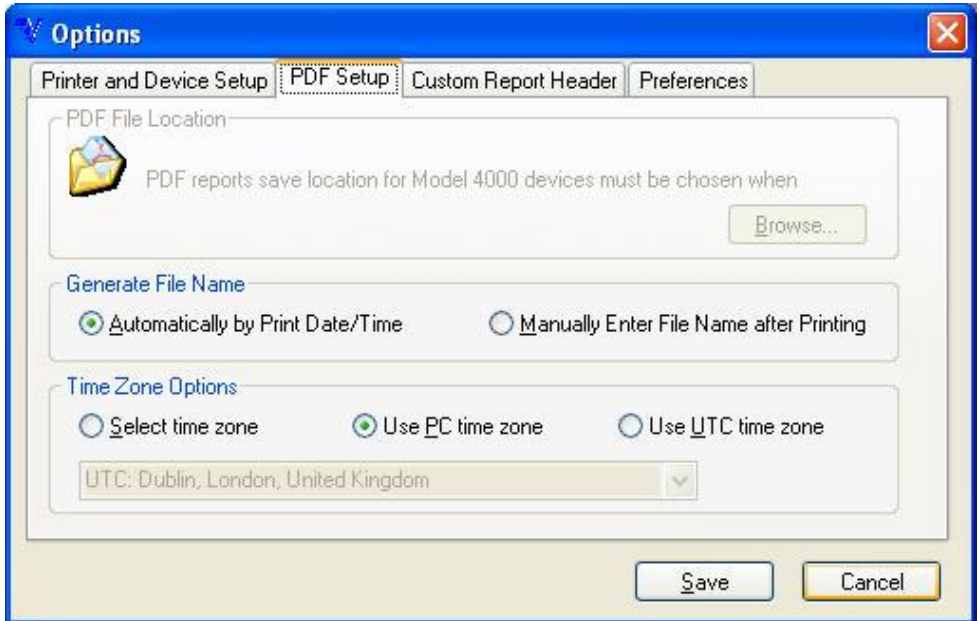 Options
Printer and Device Setup PDF Setup Custom Report Header Preferences
PDF File Location
PDF reports save location for Model 4000 devices must be chosen when
Browse...
Generate File Name
Automatically by Print Date/Time Manually Enter File Name after Printing
Time Zone Options
Select time zone Use PC time zone Use UTC time zone
UTC: Dublin, London, United Kingdom
Save Cancel